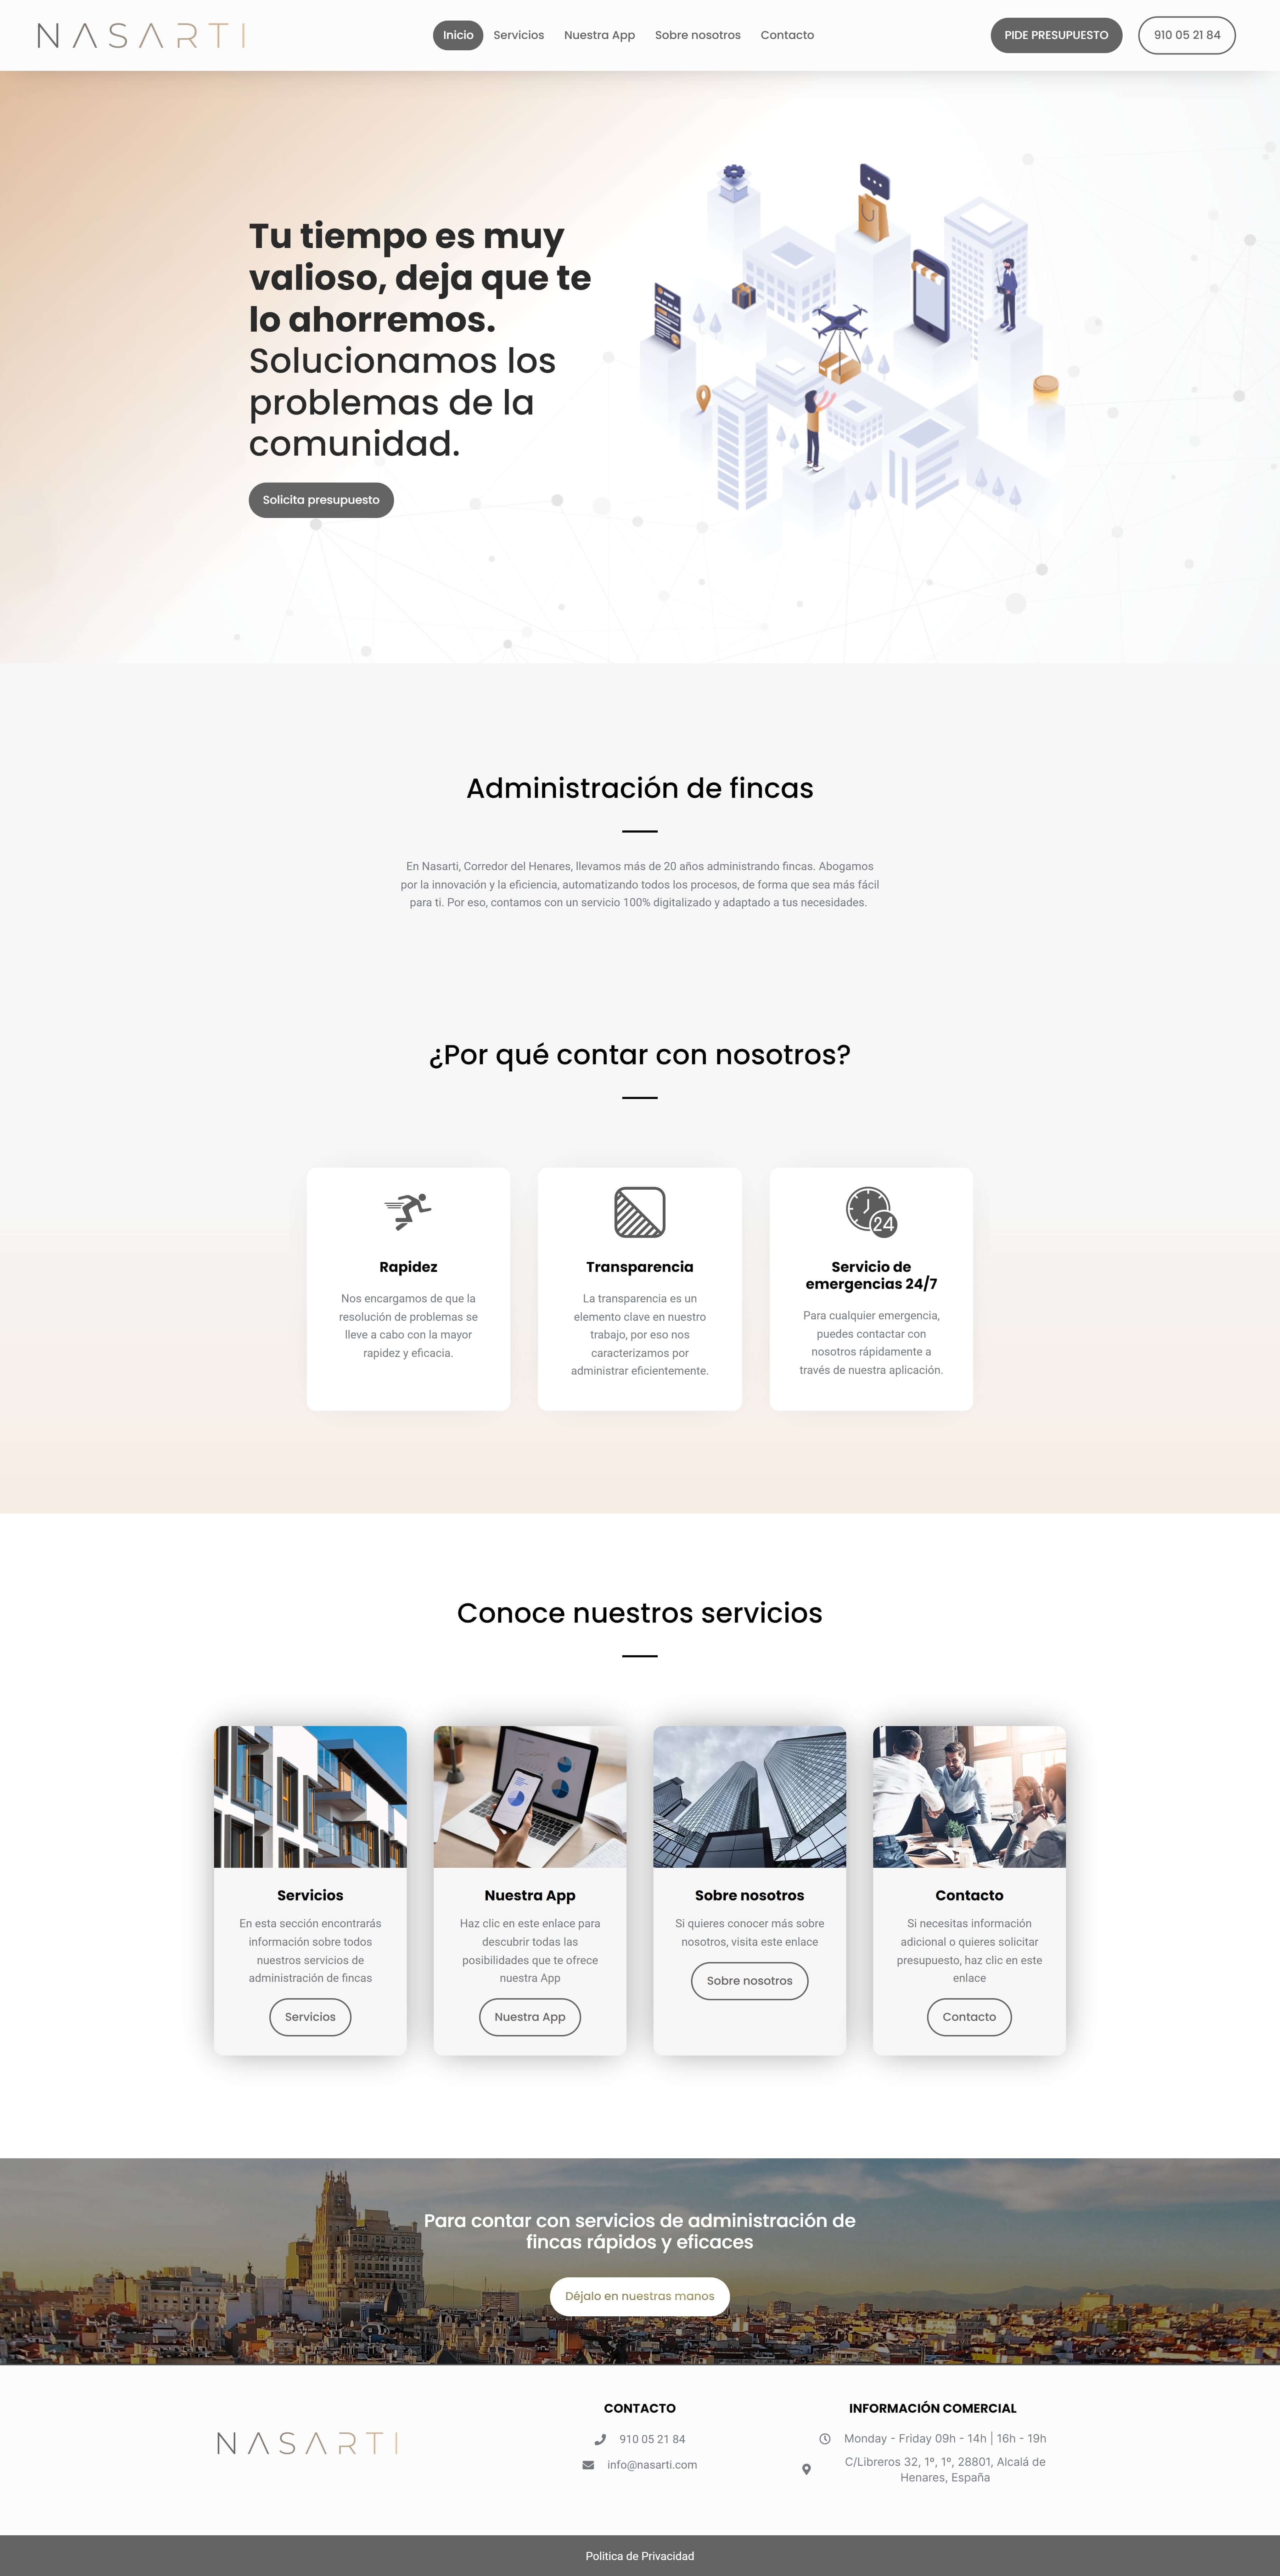 NASARTI
Inicio
Servicios
Nuestra App
Sobre nosotros
Contacto
PIDE PRESUPUESTO
910 05 21 84
Tu tiempo es muy
valioso, deja que te
lo ahorremos.
Solucionamos los
problemas de la
comunidad.
Solicita presupuesto
Administración de fincas
En Nasarti, Corredor del Henares, llevamos más de 20 años administrando fincas. Abogamos
por la innovación y la eficiencia, automatizando todos los procesos, de forma que sea más fácil
para ti. Por eso, contamos con un servicio 100% digitalizado y adaptado a tus necesidades.
¿Por qué contar con nosotros?
Rapidez
Nos encargamos de que la
resolución de problemas se
lleve a cabo con la mayor
rapidez y eficacia.
Transparencia
La transparencia es un
elemento clave en nuestro
trabajo, por eso nos
caracterizamos por
administrar eficientemente.
24
Servicio de
emergencias 24/7
Para cualquier emergencia,
puedes contactar con
nosotros rápidamente a
través de nuestra aplicación.
Conoce nuestros servicios
Servicios
En esta sección encontrarás
información sobre todos
nuestros servicios de
administración de fincas
Servicios
Nuestra App
Haz clic en este enlace para
descubrir todas las
posibilidades que te ofrece
nuestra App
Nuestra App
Sobre nosotros
Si quieres conocer más sobre
nosotros, visita este enlace
Sobre nosotros
Contacto
Si necesitas información
adicional o quieres solicitar
presupuesto, haz clic en este
enlace
Contacto
Para contar con servicios de administración de
fincas rápidos y eficaces
Déjalo en nuestras manos
NASARTI
CONTACTO
910 05 21 84
info@nasarti.com
INFORMACIÓN COMERCIAL
Monday - Friday 09h - 14h | 16h - 19h
C/Libreros 32, 1º, 1º, 28801, Alcalá de
Henares, España
Politica de Privacidad